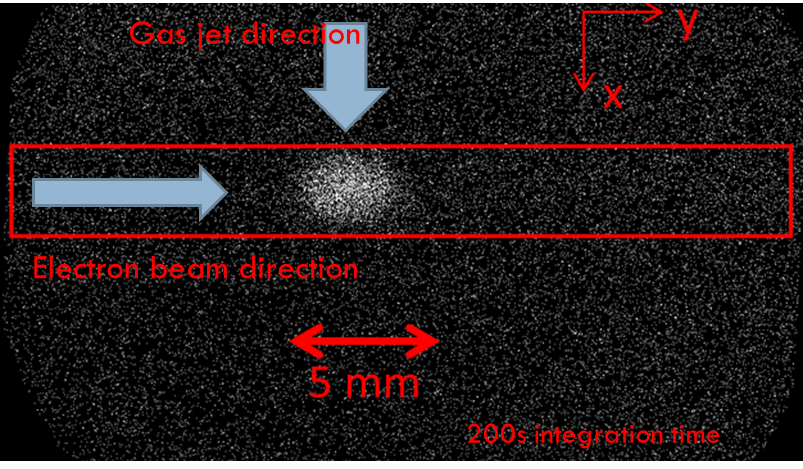 Gas jet direction
y
x
Electron beam direction
5 mm
200s integration time